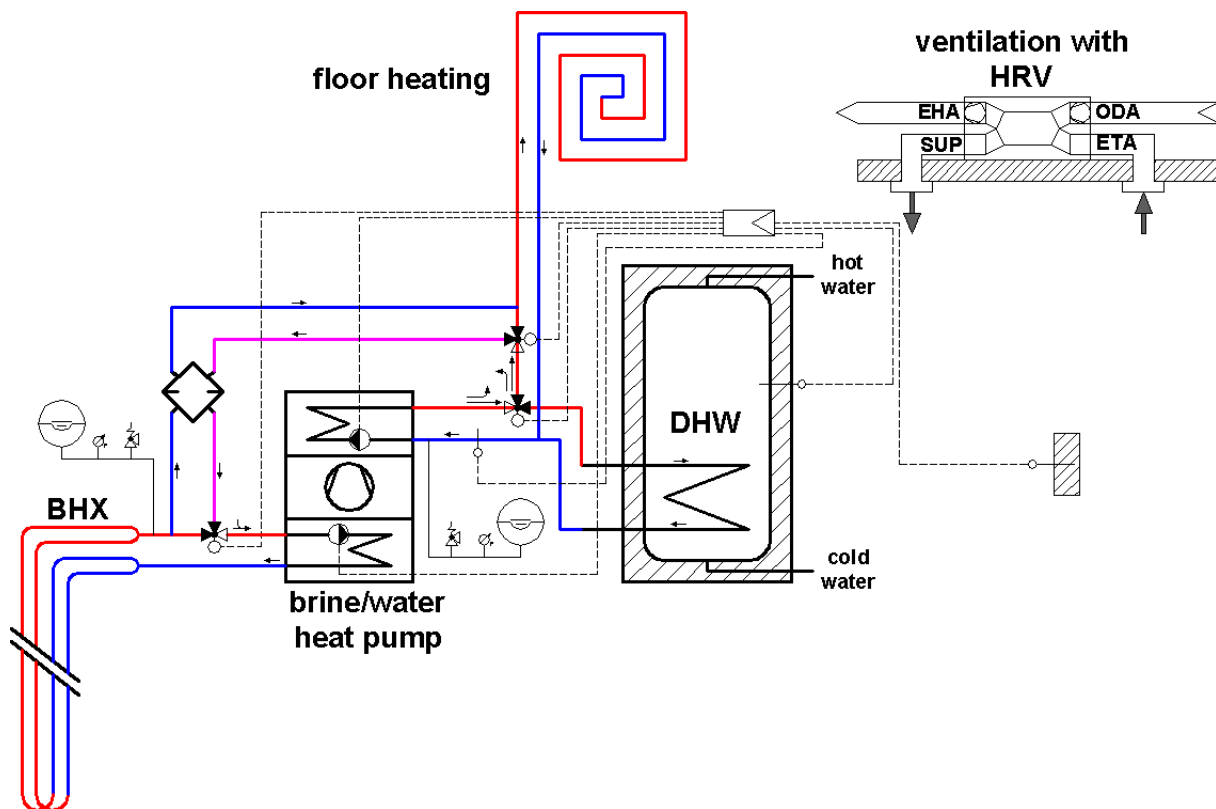 ventilation with
HRV
floor heating
EHA
ODA
SUP
ETA
hot
water
DHW
BHX
cold
water
brine/water
heat pump